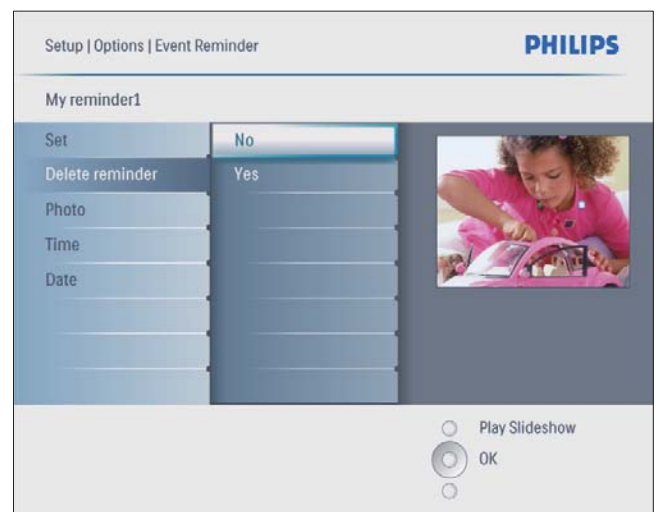 Setup | Options | Event Reminder
PHILIPS
My reminder1
Set
No
Delete reminder
Yes
Photo
Time
Date
Play Slideshow
OK